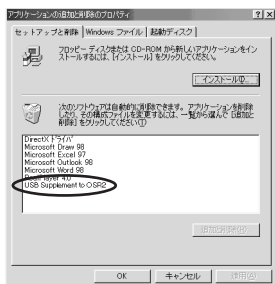 アプリケーションの追加と削除のプロパティ
セットアップと削除 Windows ファイル 起動ディスク
フロッピー ディスクまたは CD-ROM から新しいアプリケーションをイン
ストールするには、[インストール] をクリックしてください。
インストール(I)...
次のソフトウェアは自動的に削除できます。アプリケーションを削除
したり、その構成ファイルを変更するには、一覧から選んで [追加と
削除] をクリックしてください(T)
DirectX ドライバ
Microsoft Draw 98
Microsoft Excel 97
Microsoft Outlook 98
Microsoft Word 98
RealPlayer 4.0
USB Supplement to OSR2
追加と削除(R)...
OK キャンセル 適用(A)